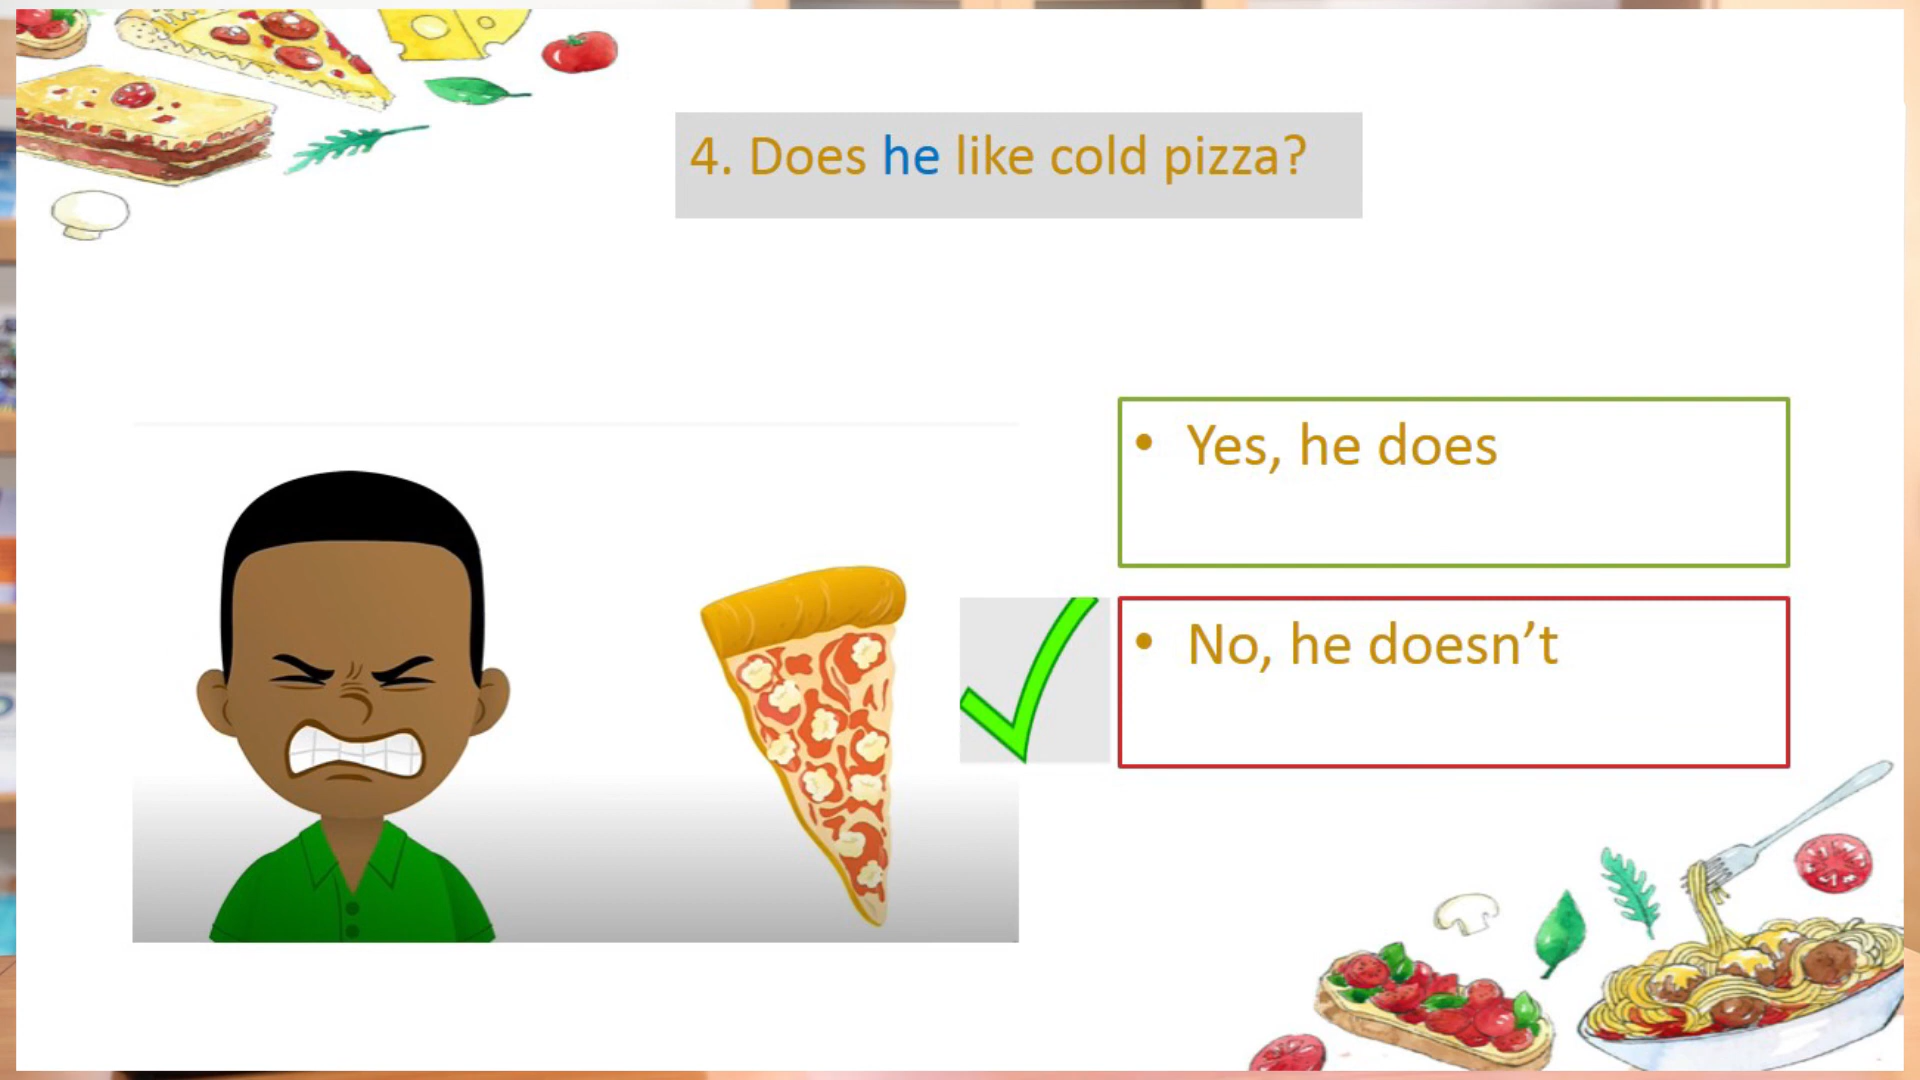 4. Does he like cold pizza?
• Yes, he does
• No, he doesn’t